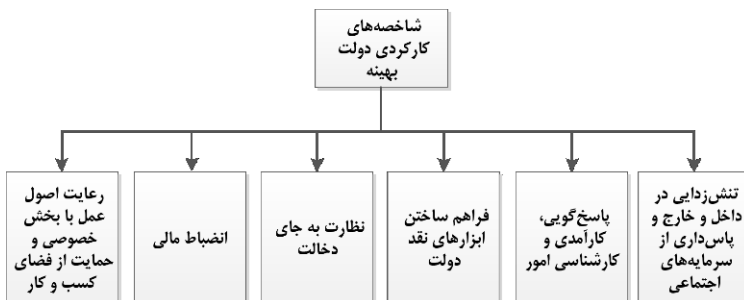 شاخصه‌های
کارکردی دولت
بهینه
تنش‌زدایی در
داخل و خارج و
پاس‌داری از
سرمایه‌های
اجتماعی
پاسخ‌گویی،
کارآمدی و
کارشناسی امور
فراهم ساختن
ابزارهای نقد
دولت
نظارت به جای
دخالت
انضباط مالی
رعایت اصول
عمل با بخش
خصوصی و
حمایت از فضای
کسب و کار